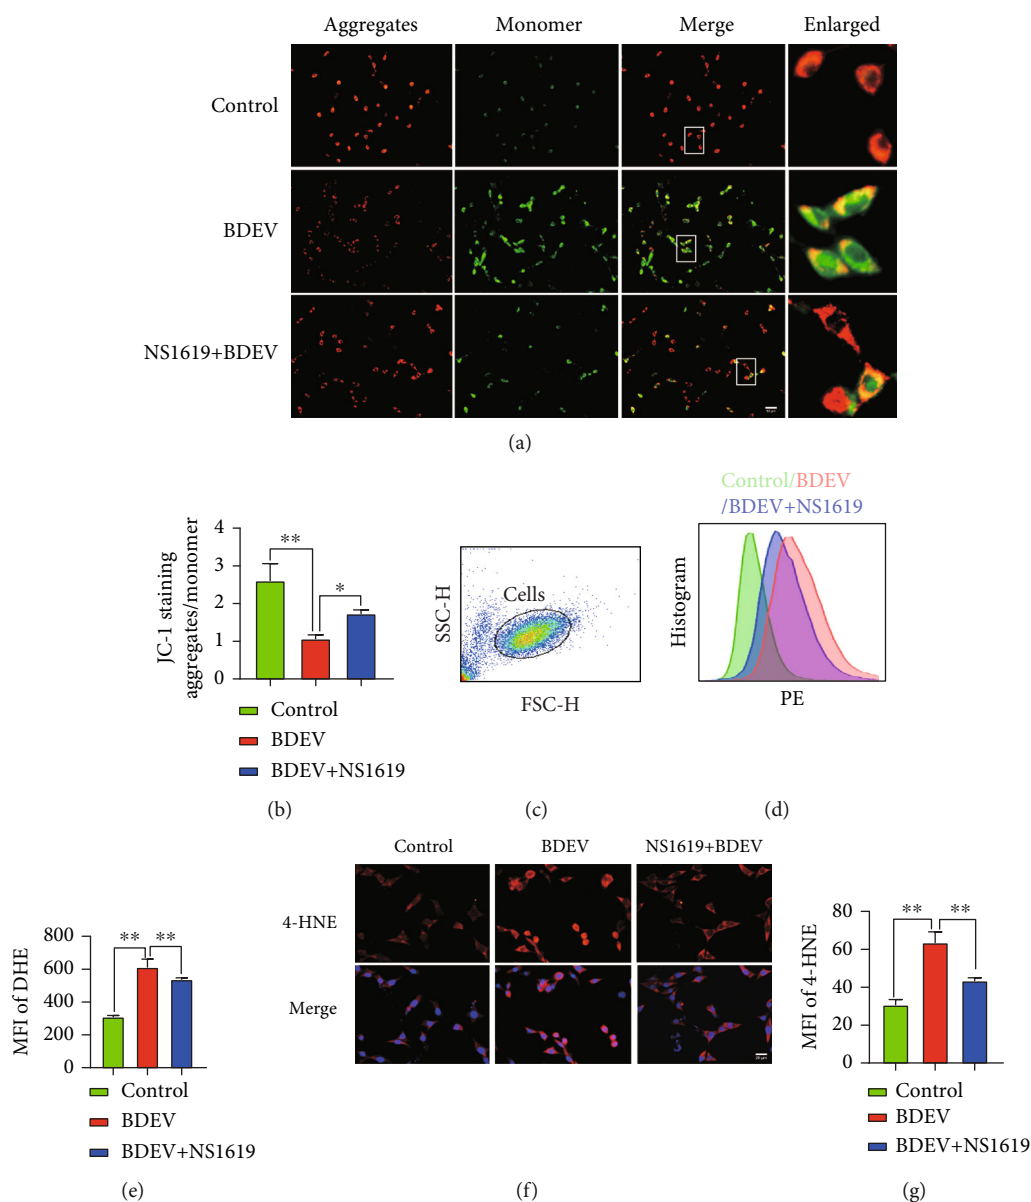 Aggregates Monomer Merge Enlarged
Control
BDEV
NS1619+BDEV
(a)
JC-1 staining
aggregates/monomer
4
3
2
1
0
**
*
Control
BDEV
BDEV+NS1619
(b)
SSC-H
Cells
FSC-H
(c)
Control/BDEV
/BDEV+NS1619
Histogram
PE
(d)
MFI of DHE
800
600
400
200
0
** **
Control
BDEV
BDEV+NS1619
(e)
Control BDEV NS1619+BDEV
4-HNE
Merge
(f)
MFI of 4-HNE
80
60
40
20
0
** **
Control
BDEV
BDEV+NS1619
(g)